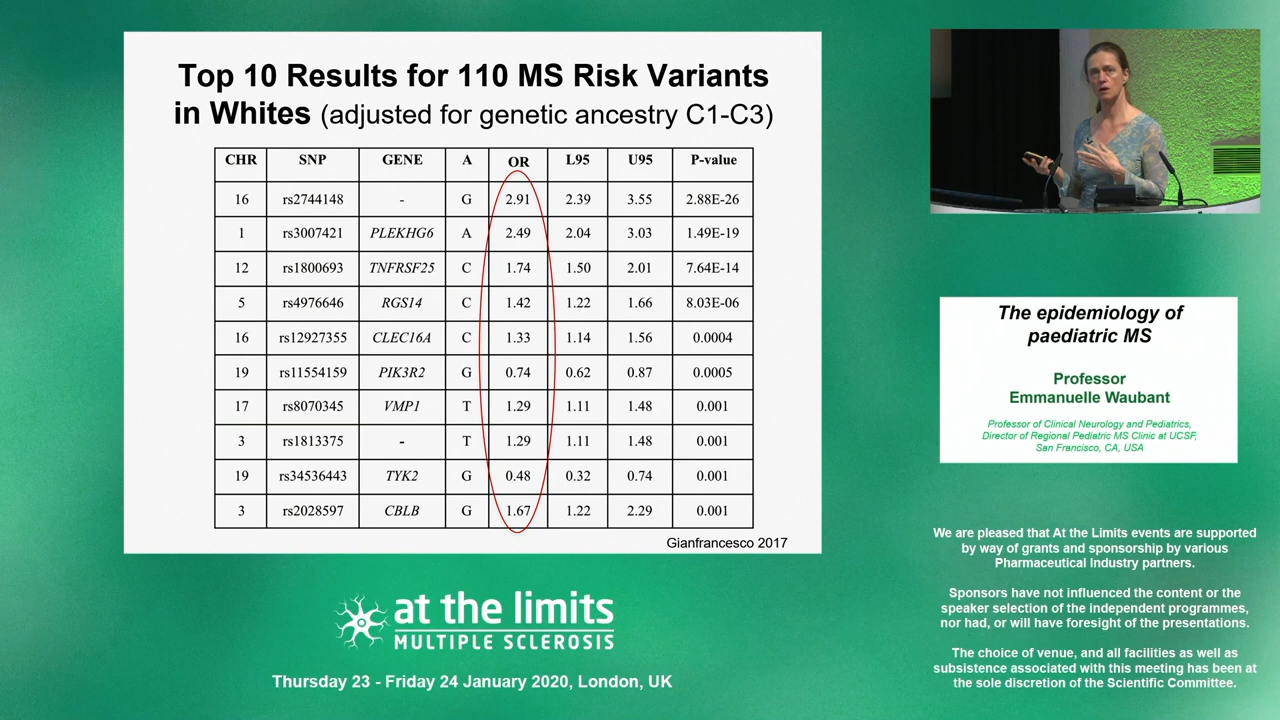 Top 10 Results for 110 MS Risk Variants
in Whites (adjusted for genetic ancestry C1-C3)
CHR SNP GENE A OR L95 U95 P-value
16 rs2744148 - G 2.91 2.39 3.55 2.88E-26
1 rs3007421 PLEKHG6 A 2.49 2.04 3.03 1.49E-19
12 rs1800693 TNFRSF25 C 1.74 1.50 2.01 7.64E-14
5 rs4976646 RGS14 C 1.42 1.22 1.66 8.03E-06
16 rs12927355 CLEC16A C 1.33 1.14 1.56 0.0004
19 rs11554159 PIK3R2 G 0.74 0.62 0.87 0.0005
17 rs8070345 VMP1 T 1.29 1.11 1.48 0.001
3 rs1813375 - T 1.29 1.11 1.48 0.001
19 rs34536443 TYK2 G 0.48 0.32 0.74 0.001
3 rs2028597 CBLB G 1.67 1.22 2.29 0.001
Gianfrancesco 2017
at the limits
MULTIPLE SCLEROSIS
Thursday 23 - Friday 24 January 2020, London, UK
The epidemiology of
paediatric MS
Professor
Emmanuelle Waubant
Professor of Clinical Neurology and Pediatrics,
Director of Regional Pediatric MS Clinic at UCSF,
San Francisco, CA, USA
We are pleased that At the Limits events are supported
by way of grants and sponsorship by various
Pharmaceutical Industry partners.
Sponsors have not influenced the content or the
speaker selection of the independent programmes,
nor had, or will have foresight of the presentations.
The choice of venue, and all facilities as well as
subsistence associated with this meeting has been at
the sole discretion of the Scientific Committee.